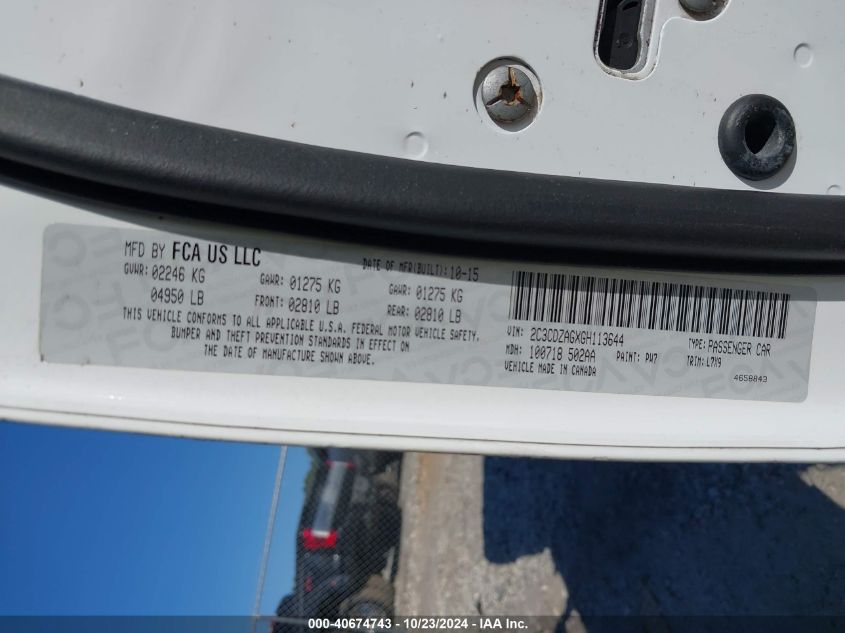 MFD BY FCA US LLC
DATE OF MFR(BUILT): 10-15
GVWR: 02246 KG GAWR: 01275 KG GAWR: 01275 KG
04950 LB FRONT: 02810 LB REAR: 02810 LB
THIS VEHICLE CONFORMS TO ALL APPLICABLE U.S.A. FEDERAL MOTOR VEHICLE SAFETY,
BUMPER AND THEFT PREVENTION STANDARDS IN EFFECT ON
THE DATE OF MANUFACTURE SHOWN ABOVE.
VIN: 2C3CDZAGXGH113644 TYPE: PASSENGER CAR
MDH: 100718 502AA PAINT: PW7 TRIM: L7X9
VEHICLE MADE IN CANADA
4658843
000-40674743 / 10/23/2024 - IAA Inc.